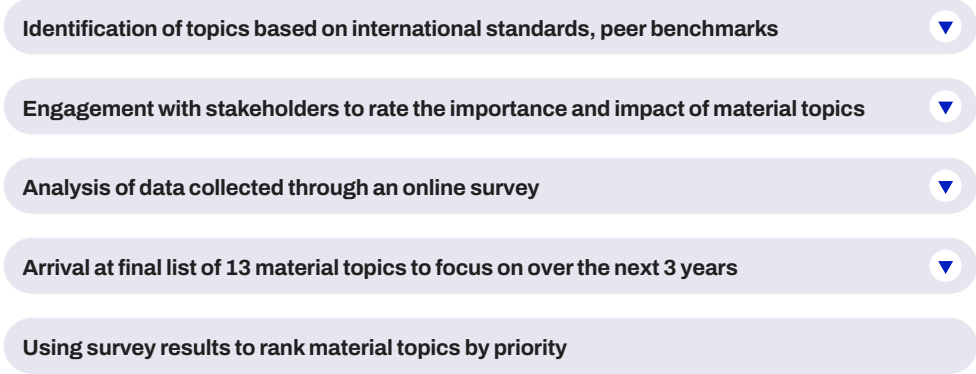 Identification of topics based on international standards, peer benchmarks
Engagement with stakeholders to rate the importance and impact of material topics
Analysis of data collected through an online survey
Arrival at final list of 13 material topics to focus on over the next 3 years
Using survey results to rank material topics by priority